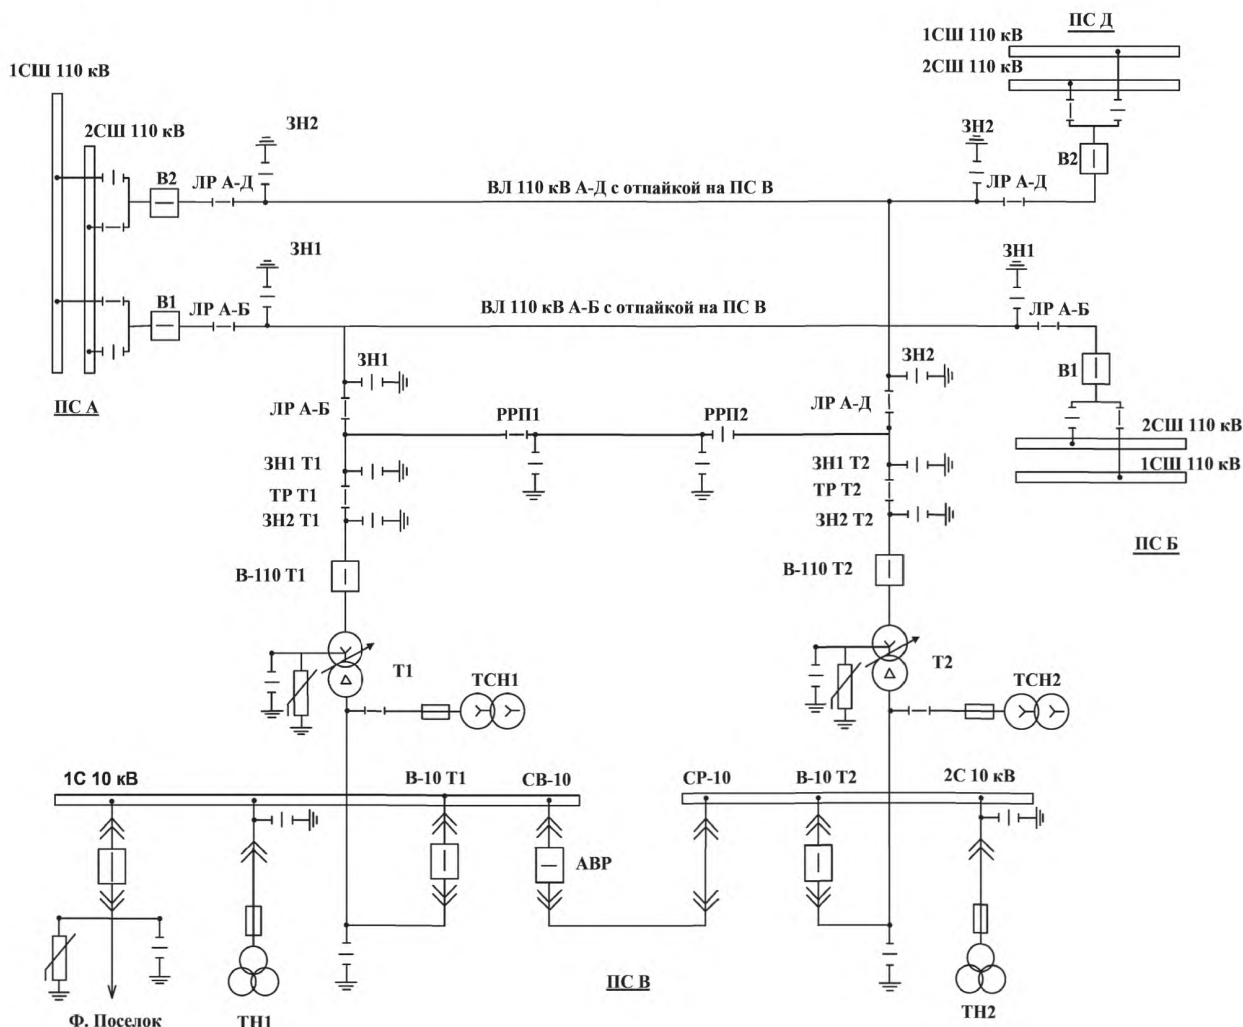 ПС Д
1СШ 110 кВ
2СШ 110 кВ
1СШ 110 кВ
2СШ 110 кВ
ЗН2
ЗН2
В2
В2
ЛР А-Д
ВЛ 110 кВ А-Д с отпайкой на ПС В
ЛР А-Д
ЗН1
ЗН1
В1
ЛР А-Б
ВЛ 110 кВ А-Б с отпайкой на ПС В
ЛР А-Б
ЗН1
ЗН2
В1
ПС А
ЛР А-Б
РРП1
РРП2
ЛР А-Д
2СШ 110 кВ
1СШ 110 кВ
ЗН1 Т1
ЗН1 Т2
ТР Т1
ТР Т2
ЗН2 Т1
ЗН2 Т2
ПС Б
В-110 Т1
В-110 Т2
Т1
Т2
ТСН1
ТСН2
1С 10 кВ
В-10 Т1
СВ-10
СР-10
В-10 Т2
2С 10 кВ
АВР
ПС В
Ф. Поселок
ТН1
ТН2